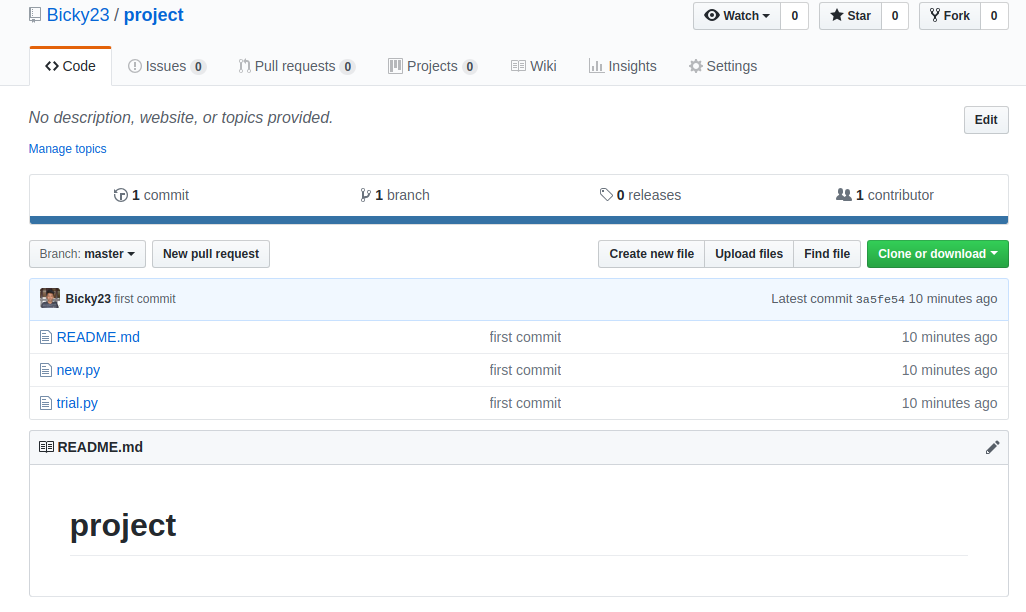 Bicky23 / project Watch 0 Star 0 Fork 0
Code Issues 0 Pull requests 0 Projects 0 Wiki Insights Settings
No description, website, or topics provided. Edit
Manage topics
1 commit 1 branch 0 releases 1 contributor
Branch: master New pull request Create new file Upload files Find file Clone or download
Bicky23 first commit Latest commit 3a5fe54 10 minutes ago
README.md first commit 10 minutes ago
new.py first commit 10 minutes ago
trial.py first commit 10 minutes ago
README.md
project